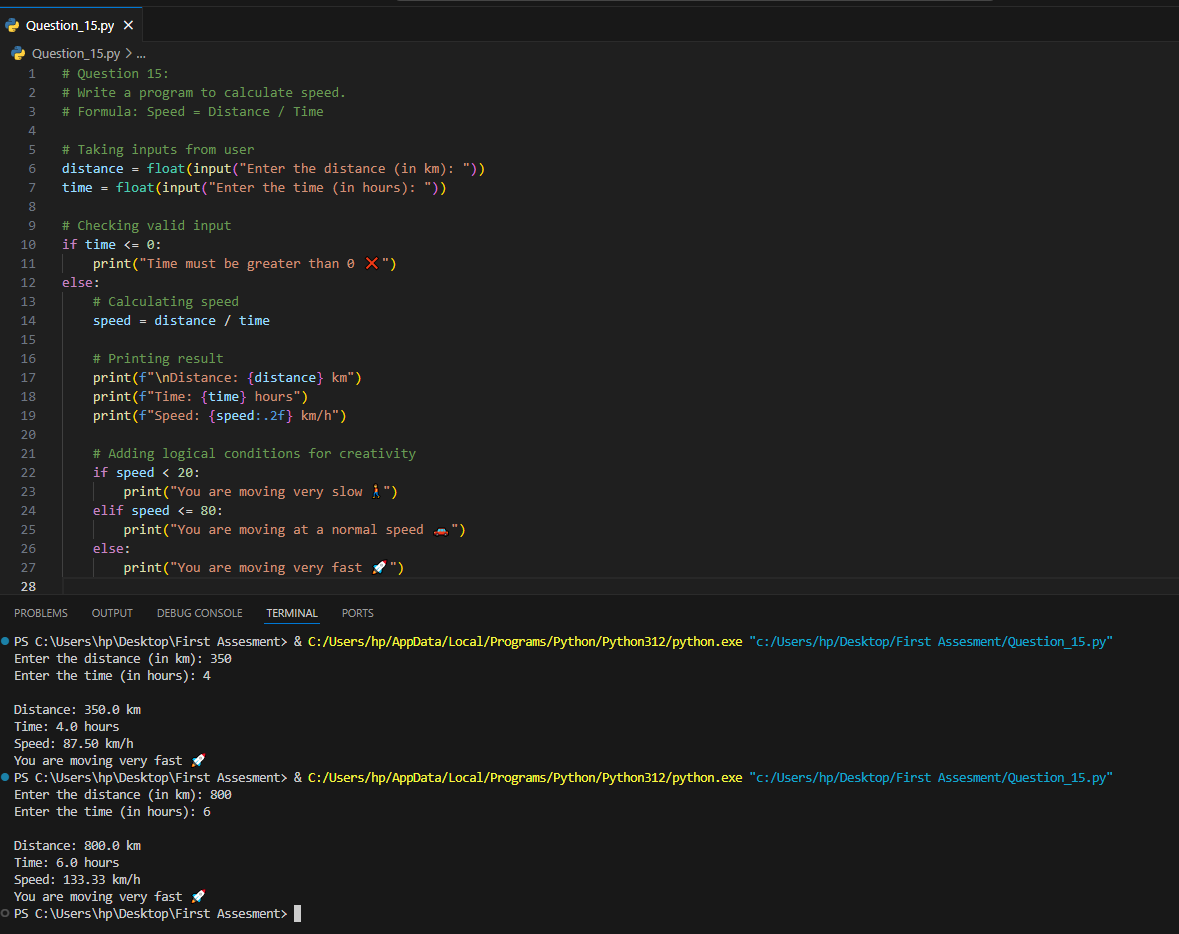 Question_15.py ×
Question_15.py > ...
1 # Question 15:
2 # Write a program to calculate speed.
3 # Formula: Speed = Distance / Time
4
5 # Taking inputs from user
6 distance = float(input("Enter the distance (in km): "))
7 time = float(input("Enter the time (in hours): "))
8
9 # Checking valid input
10 if time <= 0:
11     print("Time must be greater than 0 ❌")
12 else:
13     # Calculating speed
14     speed = distance / time
15
16     # Printing result
17     print(f"\nDistance: {distance} km")
18     print(f"Time: {time} hours")
19     print(f"Speed: {speed:.2f} km/h")
20
21     # Adding logical conditions for creativity
22     if speed < 20:
23         print("You are moving very slow 🚶")
24     elif speed <= 80:
25         print("You are moving at a normal speed 🚗")
26     else:
27         print("You are moving very fast 🚀")
28
PROBLEMS OUTPUT DEBUG CONSOLE TERMINAL PORTS
PS C:\Users\hp\Desktop\First Assesment> & C:/Users/hp/AppData/Local/Programs/Python/Python312/python.exe "c:/Users/hp/Desktop/First Assesment/Question_15.py"
Enter the distance (in km): 350
Enter the time (in hours): 4

Distance: 350.0 km
Time: 4.0 hours
Speed: 87.50 km/h
You are moving very fast 🚀
PS C:\Users\hp\Desktop\First Assesment> & C:/Users/hp/AppData/Local/Programs/Python/Python312/python.exe "c:/Users/hp/Desktop/First Assesment/Question_15.py"
Enter the distance (in km): 800
Enter the time (in hours): 6

Distance: 800.0 km
Time: 6.0 hours
Speed: 133.33 km/h
You are moving very fast 🚀
PS C:\Users\hp\Desktop\First Assesment>